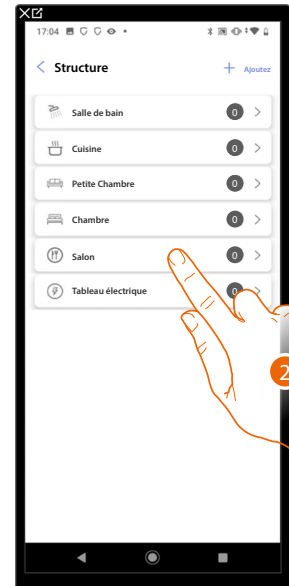 17:04
Structure
+ Ajoutez
Salle de bain 0
Cuisine 0
Petite Chambre 0
Chambre 0
Salon 0
Tableau électrique 0
2